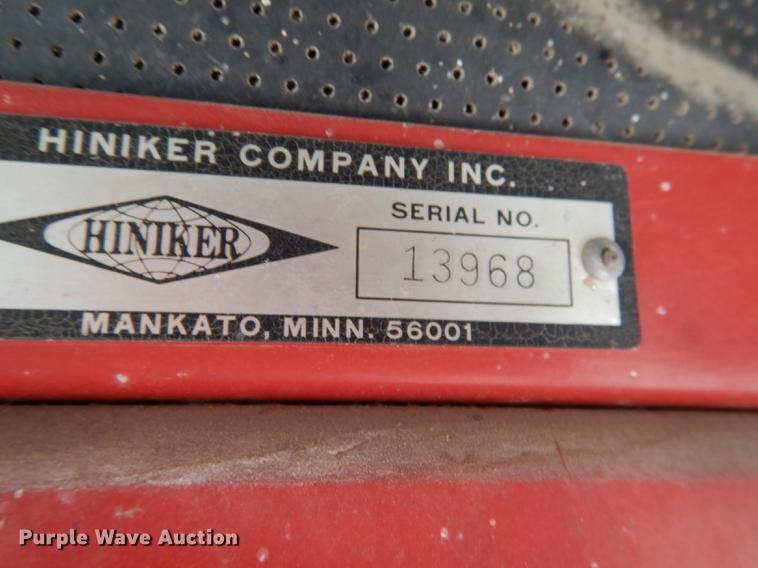 HINIKER COMPANY INC.
HINIKER
SERIAL NO.
13968
MANKATO, MINN. 56001
Purple Wave Auction